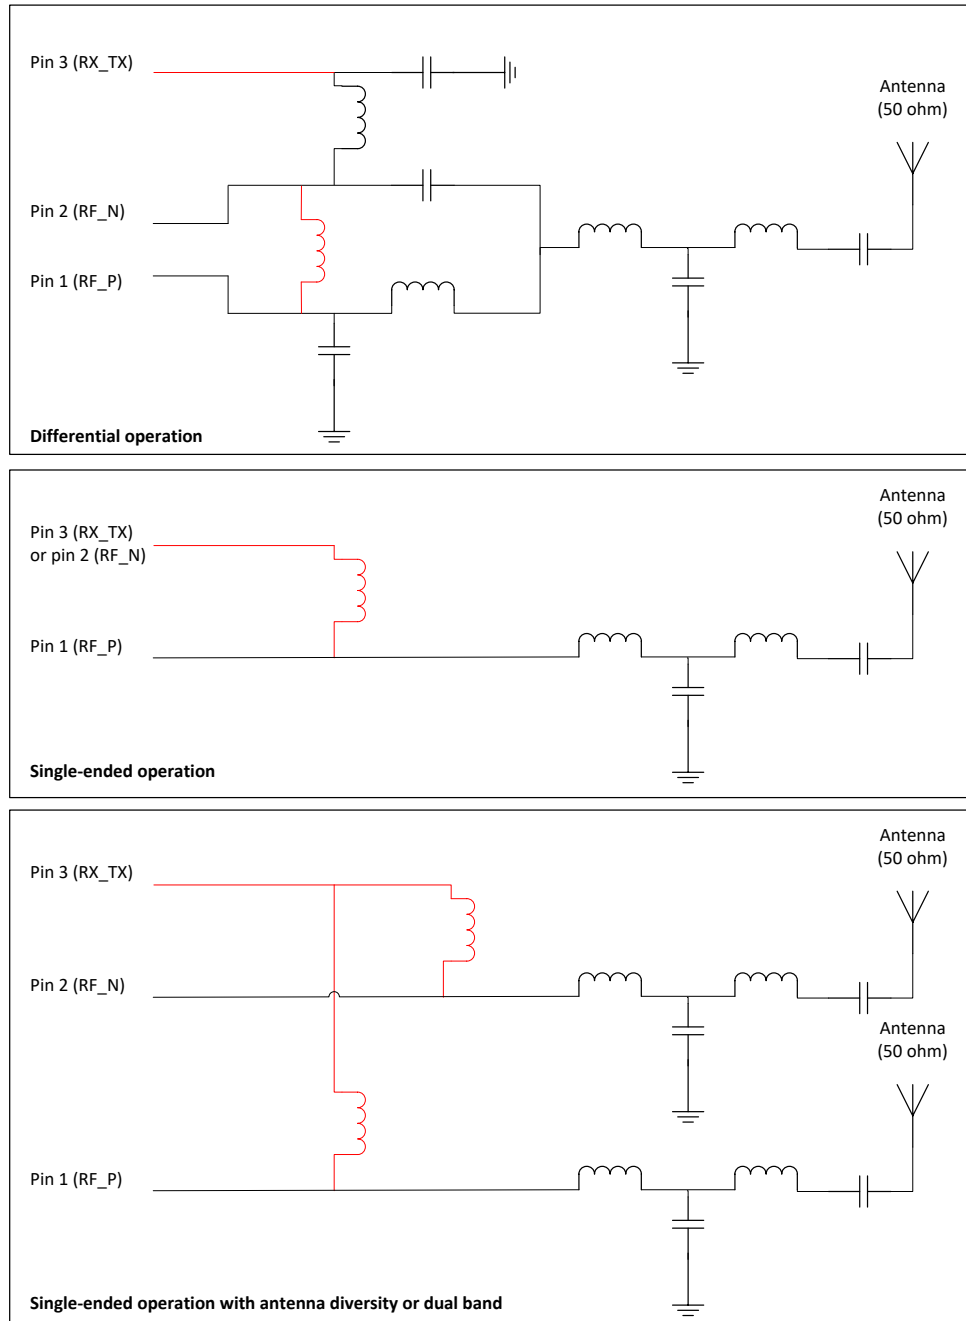 Pin 3 (RX_TX)
Antenna
(50 ohm)
Pin 2 (RF_N)
Pin 1 (RF_P)
Differential operation
Antenna
(50 ohm)
Pin 3 (RX_TX)
or pin 2 (RF_N)
Pin 1 (RF_P)
Single-ended operation
Antenna
(50 ohm)
Pin 3 (RX_TX)
Pin 2 (RF_N)
Antenna
(50 ohm)
Pin 1 (RF_P)
Single-ended operation with antenna diversity or dual band